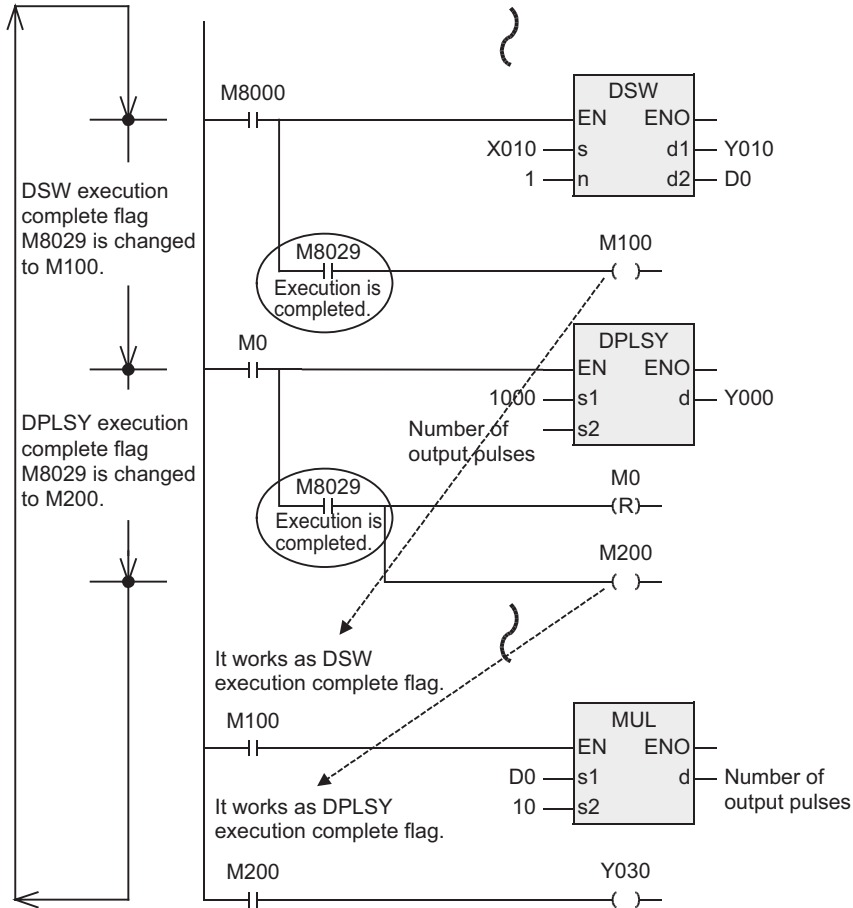 M8000
DSW
EN ENO
X010 s d1 Y010
1 n d2 D0
DSW execution
complete flag
M8029 is changed
to M100.
M8029
Execution is
completed.
M100
( )
M0
DPLSY
EN ENO
1000 s1 d Y000
s2
Number of
output pulses
DPLSY execution
complete flag
M8029 is changed
to M200.
M8029
Execution is
completed.
M0
(R)
M200
( )
It works as DSW
execution complete flag.
M100
MUL
EN ENO
D0 s1 d Number of
output pulses
10 s2
It works as DPLSY
execution complete flag.
M200
Y030
( )